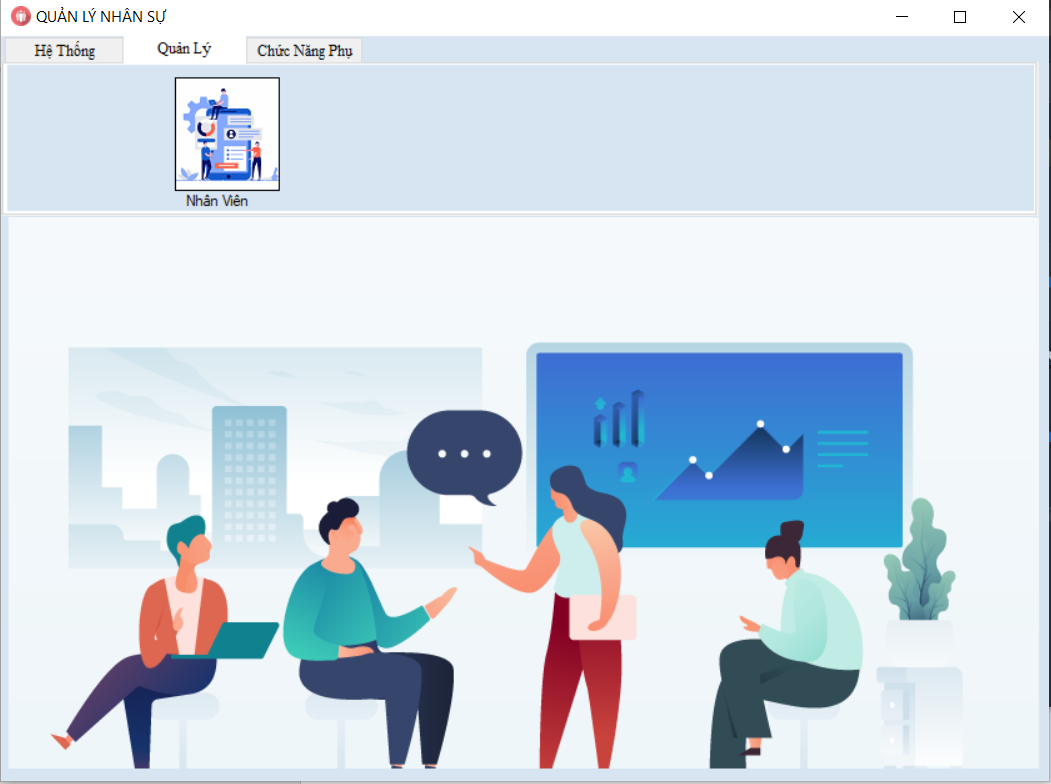 QUẢN LÝ NHÂN SỰ
Hệ Thống
Quản Lý
Chức Năng Phụ
Nhân Viên